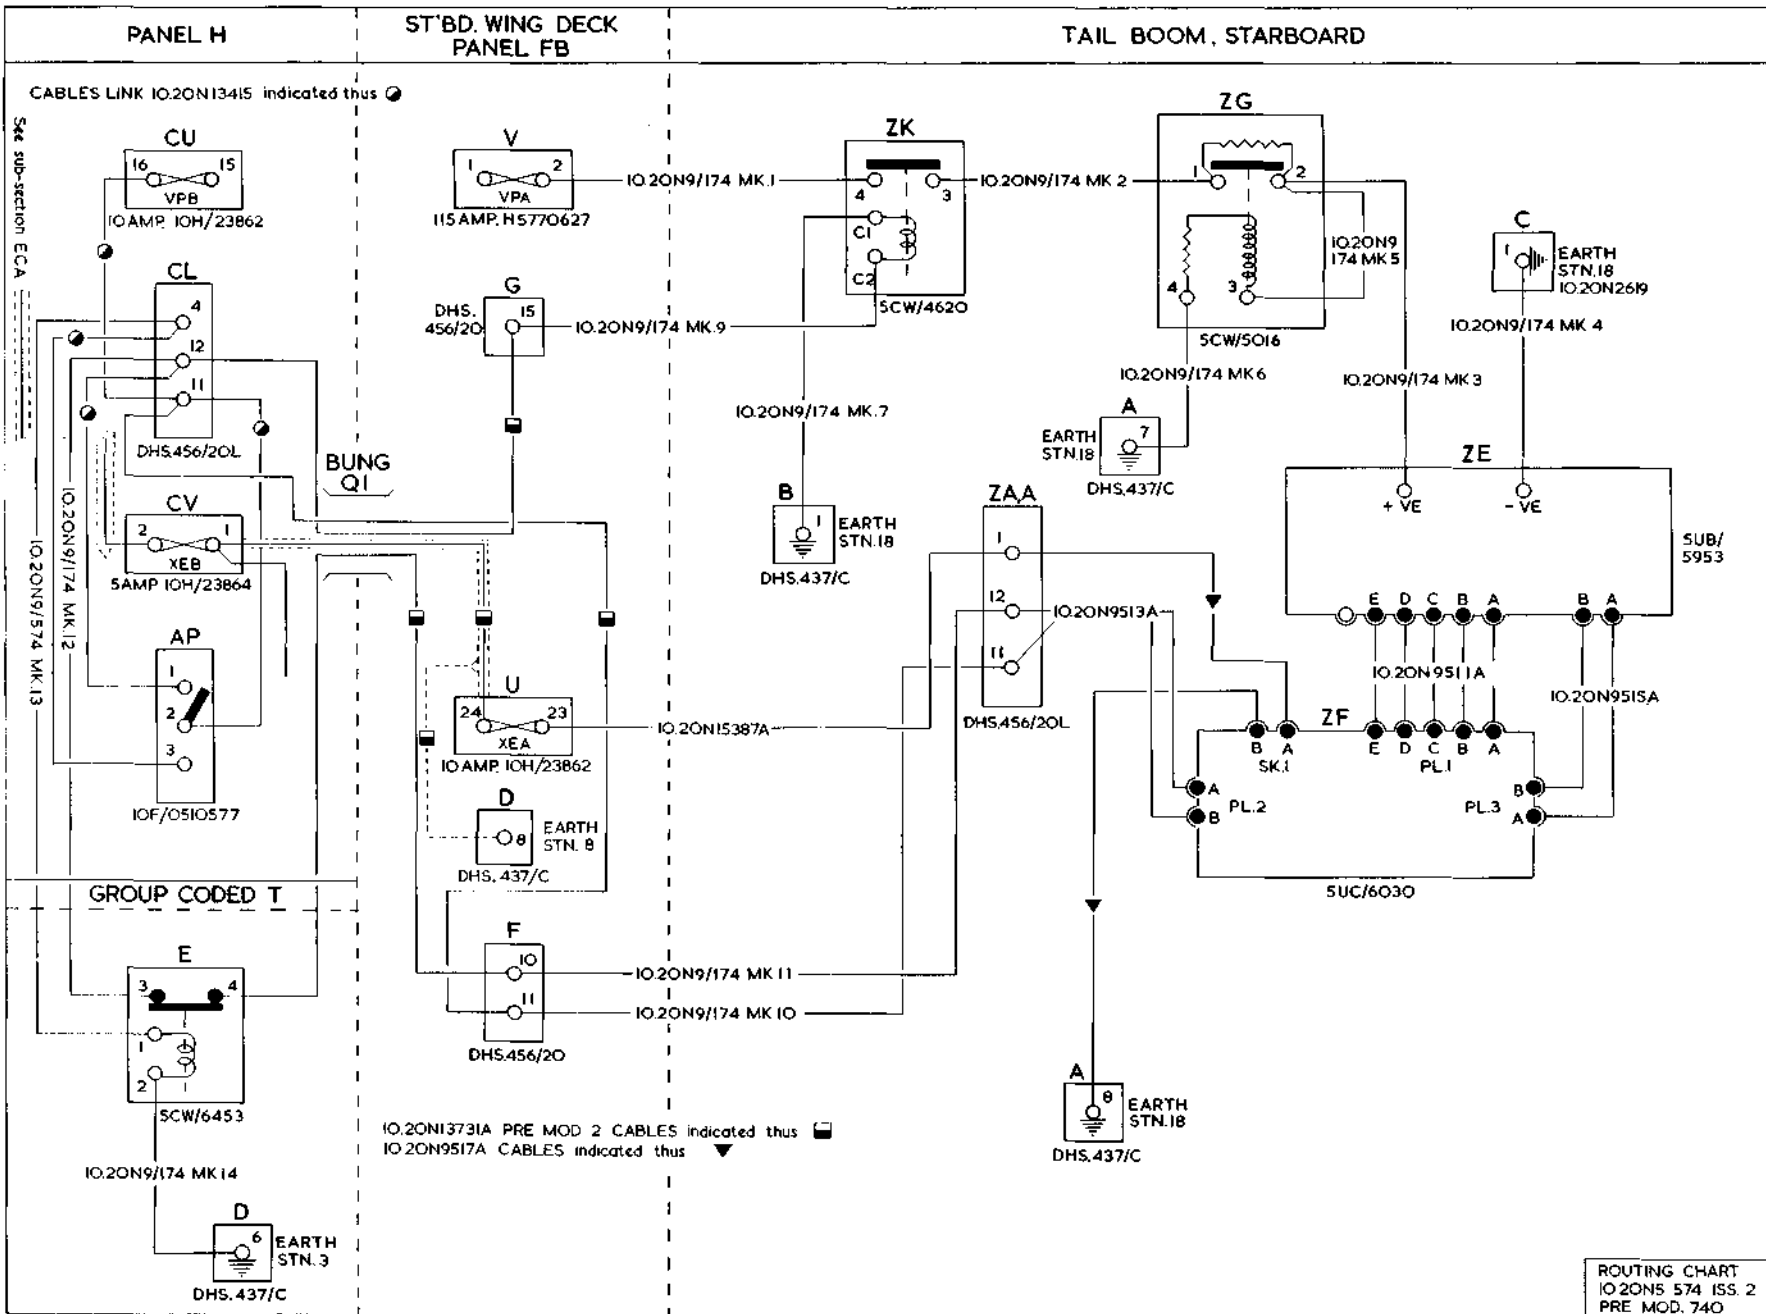 PANEL H
ST'BD. WING DECK
PANEL FB
TAIL BOOM, STARBOARD
CABLES LINK 10.20N13415 indicated thus
See sub-section ECA
CU
16 15
VPB
10 AMP. 10H/23862
CL
4
12
11
DHS.456/20L
CV
2 1
XEB
5AMP 10H/23864
AP
1
2
3
10F/0510577
10.20N9/174 MK.12
10.20N9/574 MK.13
BUNG
Q1
GROUP CODED T
E
3 4
1
2
5CW/6453
10.20N9/174 MK14
D
6
EARTH
STN.3
DHS.437/C
V
1 2
VPA
115 AMP. H5770627
G
15
DHS.
456/20
U
24 23
XEA
10 AMP. 10H/23862
D
8
EARTH
STN. 8
DHS. 437/C
F
10
11
DHS.456/20
10.20N13731A PRE MOD 2 CABLES indicated thus
10.20N9517A CABLES indicated thus
10.20N9/174 MK.1
ZK
4 3
C1
C2
5CW/4620
10.20N9/174 MK 2
10.20N9/174 MK.9
10.20N9/174 MK.7
B
1
EARTH
STN.18
DHS.437/C
ZG
1 2
4 3
5CW/5016
10.20N9
174 MK5
10.20N9/174 MK6
10.20N9/174 MK3
A
7
EARTH
STN.18
DHS.437/C
C
1
EARTH
STN.18
10.20N2619
10.20N9/174 MK 4
ZE
+ VE - VE
5UB/
5953
E D C B A B A
10.20N9511A
10.20N9515A
ZA,A
1
12
11
DHS.456/20L
10.20N9513A
10.20N15387A
10.20N9/174 MK 11
10.20N9/174 MK 10
ZF
B A E D C B A
SK.1 PL.1
A
B
PL.2
PL.3
B
A
5UC/6030
A
8
EARTH
STN.18
DHS.437/C
ROUTING CHART
10 20N5 574 ISS. 2
PRE MOD. 740